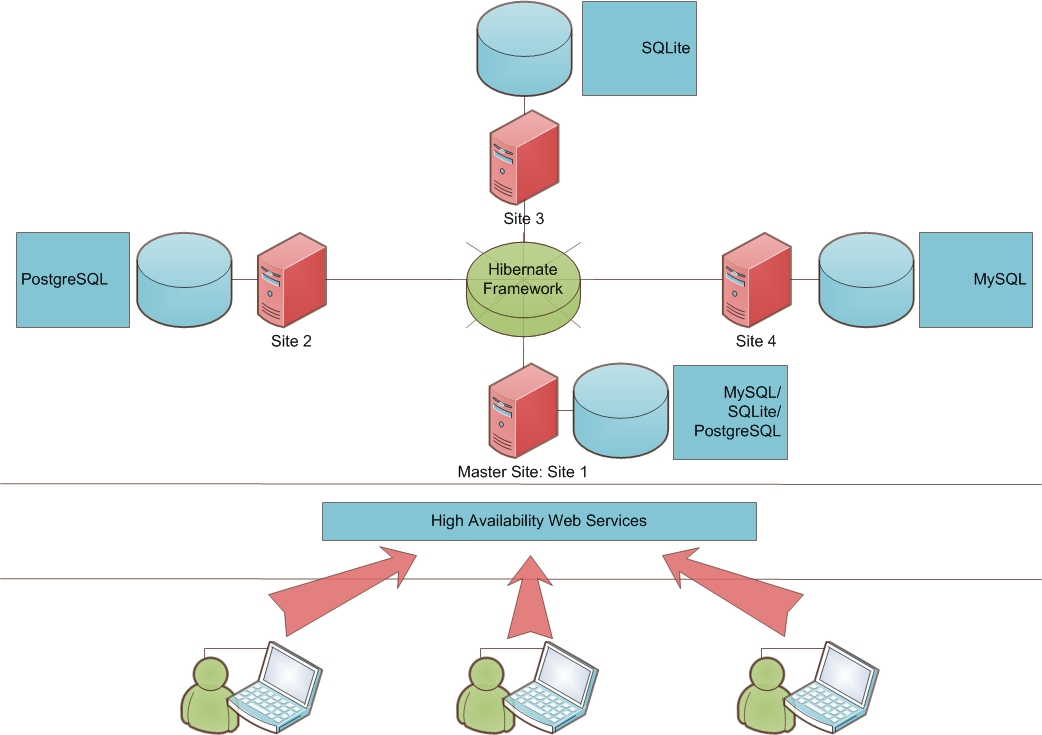 SQLite
Site 3
PostgreSQL
Hibernate
Framework
MySQL
Site 2
Site 4
MySQL/
SQLite/
PostgreSQL
Master Site: Site 1
High Availability Web Services